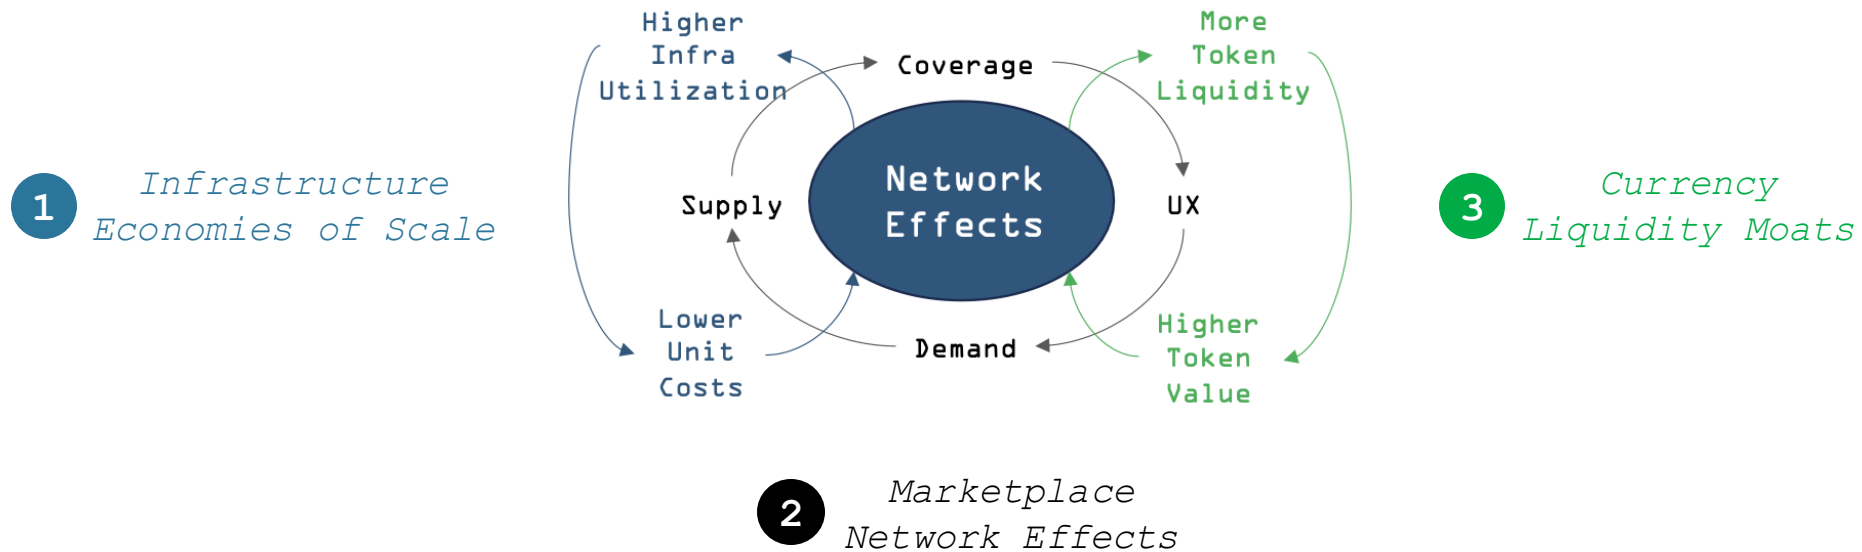 Higher
Infra
Utilization
Coverage
More
Token
Liquidity
1
Infrastructure
Economies of Scale
Supply
Network
Effects
UX
3
Currency
Liquidity Moats
Lower
Unit
Costs
Demand
Higher
Token
Value
2
Marketplace
Network Effects